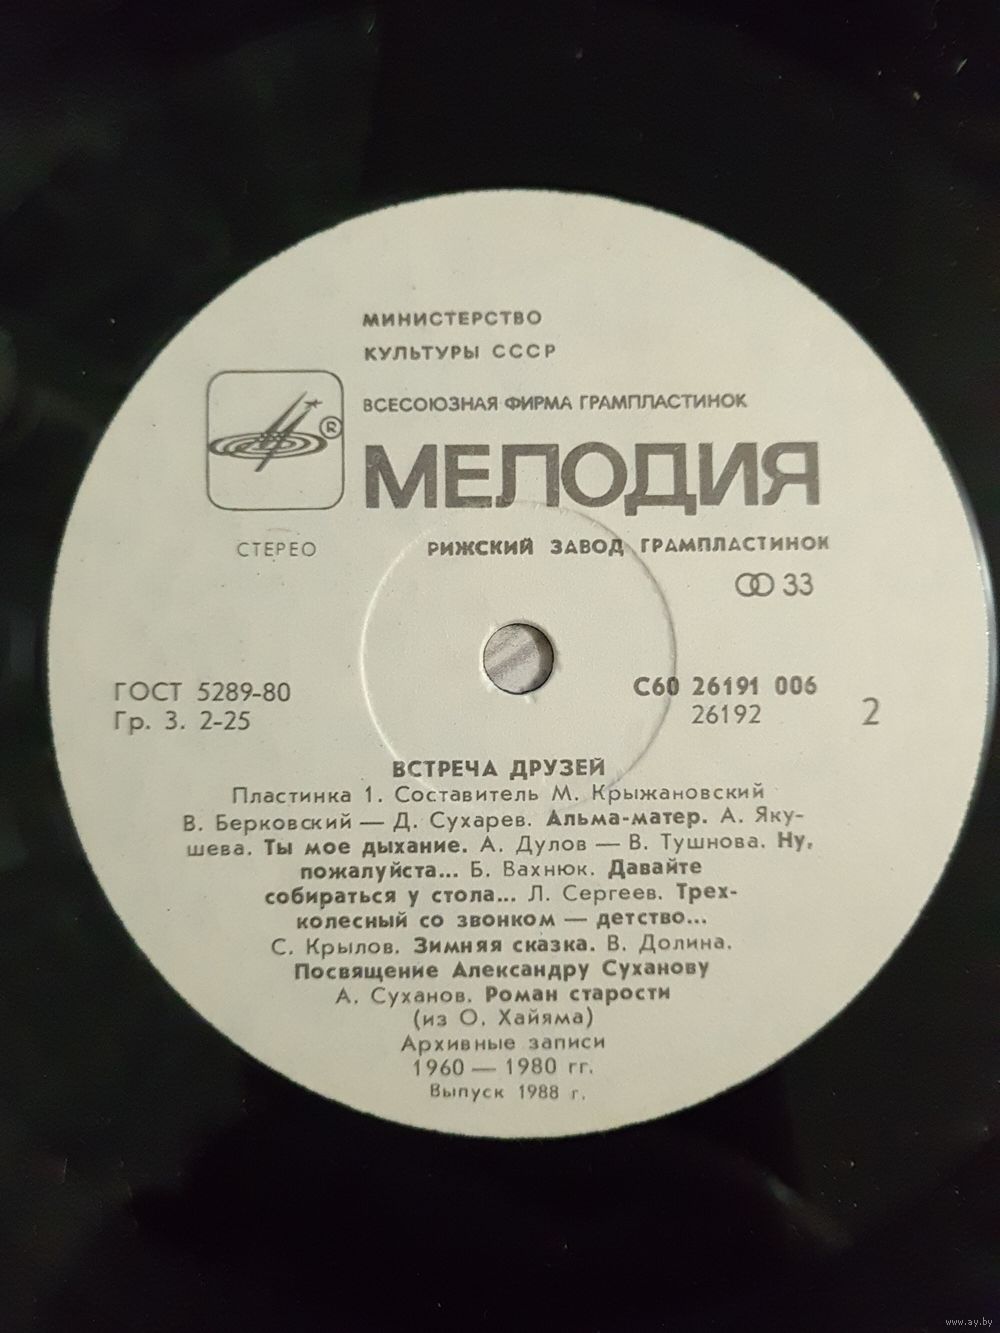 МИНИСТЕРСТВО
КУЛЬТУРЫ СССР
ВСЕСОЮЗНАЯ ФИРМА ГРАМПЛАСТИНОК
®
МЕЛОДИЯ
СТЕРЕО
РИЖСКИЙ ЗАВОД ГРАМПЛАСТИНОК
33
ГОСТ 5289-80
Гр. 3. 2-25
С60 26191 006
26192
2
ВСТРЕЧА ДРУЗЕЙ
Пластинка 1. Составитель М. Крыжановский
В. Берковский — Д. Сухарев. Альма-матер. А. Яку-
шева. Ты мое дыхание. А. Дулов — В. Тушнова. Ну,
пожалуйста... Б. Вахнюк. Давайте
собираться у стола... Л. Сергеев. Трех-
колесный со звонком — детство...
С. Крылов. Зимняя сказка. В. Долина.
Посвящение Александру Суханову
А. Суханов. Роман старости
(из О. Хайяма)
Архивные записи
1960 — 1980 гг.
Выпуск 1988 г.
www.ay.by